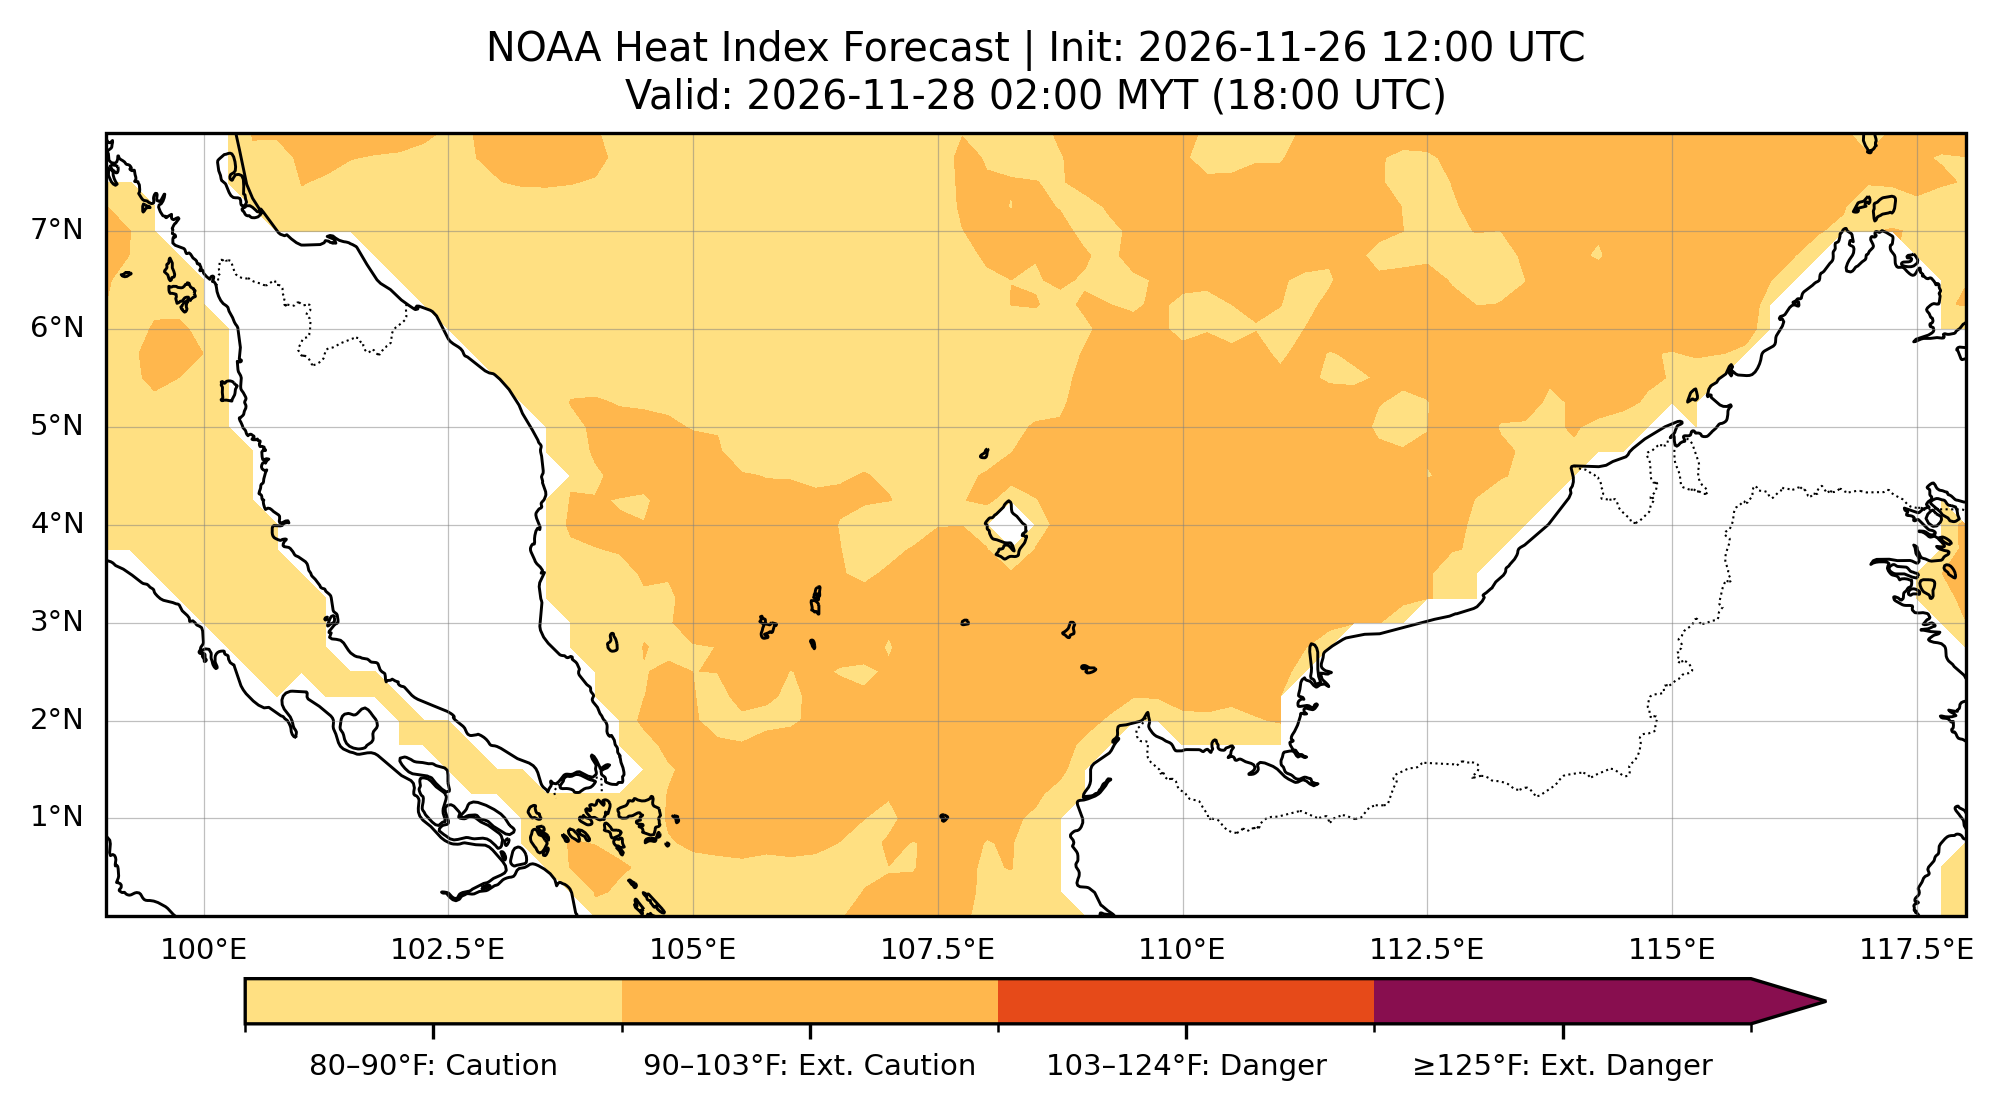 NOAA Heat Index Forecast | Init: 2026-11-26 12:00 UTC
Valid: 2026-11-28 02:00 MYT (18:00 UTC)
7°N
6°N
5°N
4°N
3°N
2°N
1°N
100°E
102.5°E
105°E
107.5°E
110°E
112.5°E
115°E
117.5°E
80–90°F: Caution
90–103°F: Ext. Caution
103–124°F: Danger
≥125°F: Ext. Danger